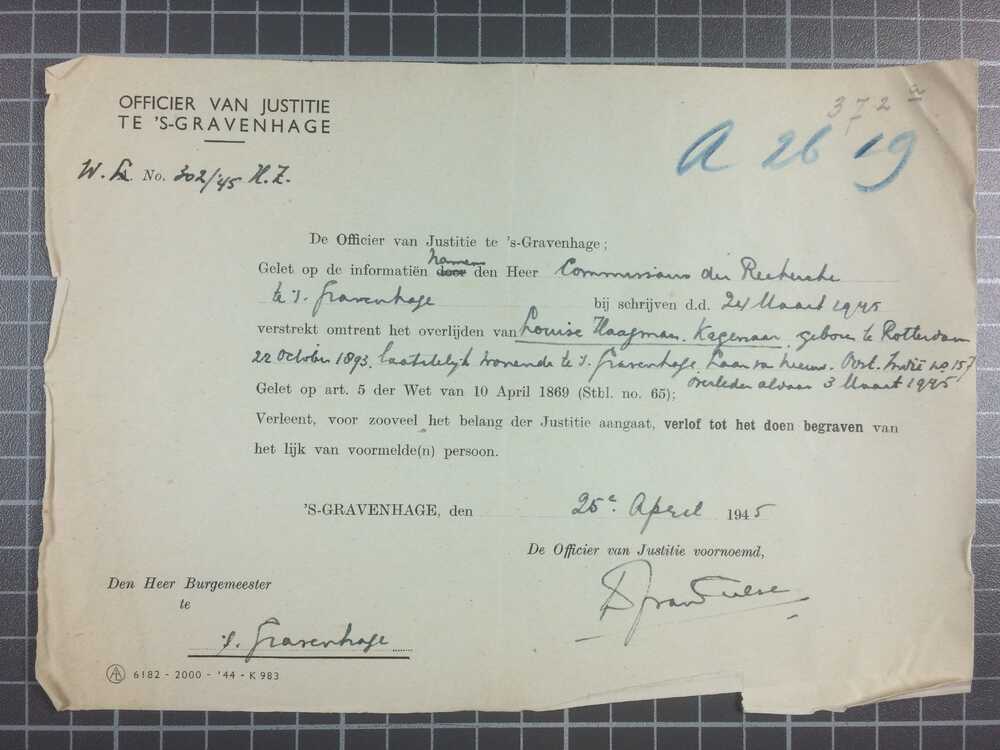 372 a
A 26 19
OFFICIER VAN JUSTITIE
TE 'S-GRAVENHAGE
W. No. 302/'45 H.Z.
De Officier van Justitie te 's-Gravenhage;
Gelet op de informatiën door namens den Heer Commissaris der Recherche
te 's. Gravenhage bij schrijven d.d. 24 Maart 1945
verstrekt omtrent het overlijden van Louise Haagman. Kagenaar, geboren te Rotterdam
22 October 1893, laatstelijk wonende te 's. Gravenhage, Laan van Nieuw. Oost. Indië no 157
overleden aldaar 3 Maart 1945
Gelet op art. 5 der Wet van 10 April 1869 (Stbl. no. 65);
Verleent, voor zooveel het belang der Justitie aangaat, verlof tot het doen begraven van
het lijk van voormelde(n) persoon.
'S-GRAVENHAGE, den 25e April 1945
De Officier van Justitie voornoemd,
Den Heer Burgemeester
te
's. Gravenhage
6182 - 2000 - '44 - K 983